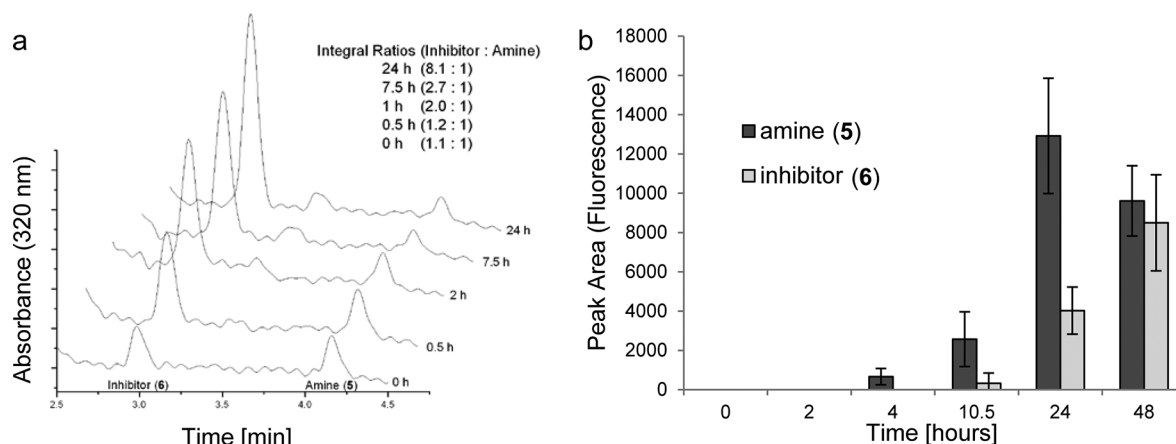 a
Integral Ratios (Inhibitor : Amine)
24 h (8.1 : 1)
7.5 h (2.7 : 1)
1 h (2.0 : 1)
0.5 h (1.2 : 1)
0 h (1.1 : 1)
Absorbance (320 nm)
24 h
7.5 h
2 h
0.5 h
0 h
Inhibitor (6)
Amine (5)
2.5 3.0 3.5 4.0 4.5
Time [min]
b
Peak Area (Fluorescence)
18000
16000
14000
12000
10000
8000
6000
4000
2000
0
amine (5)
inhibitor (6)
0 2 4 10.5 24 48
Time [hours]